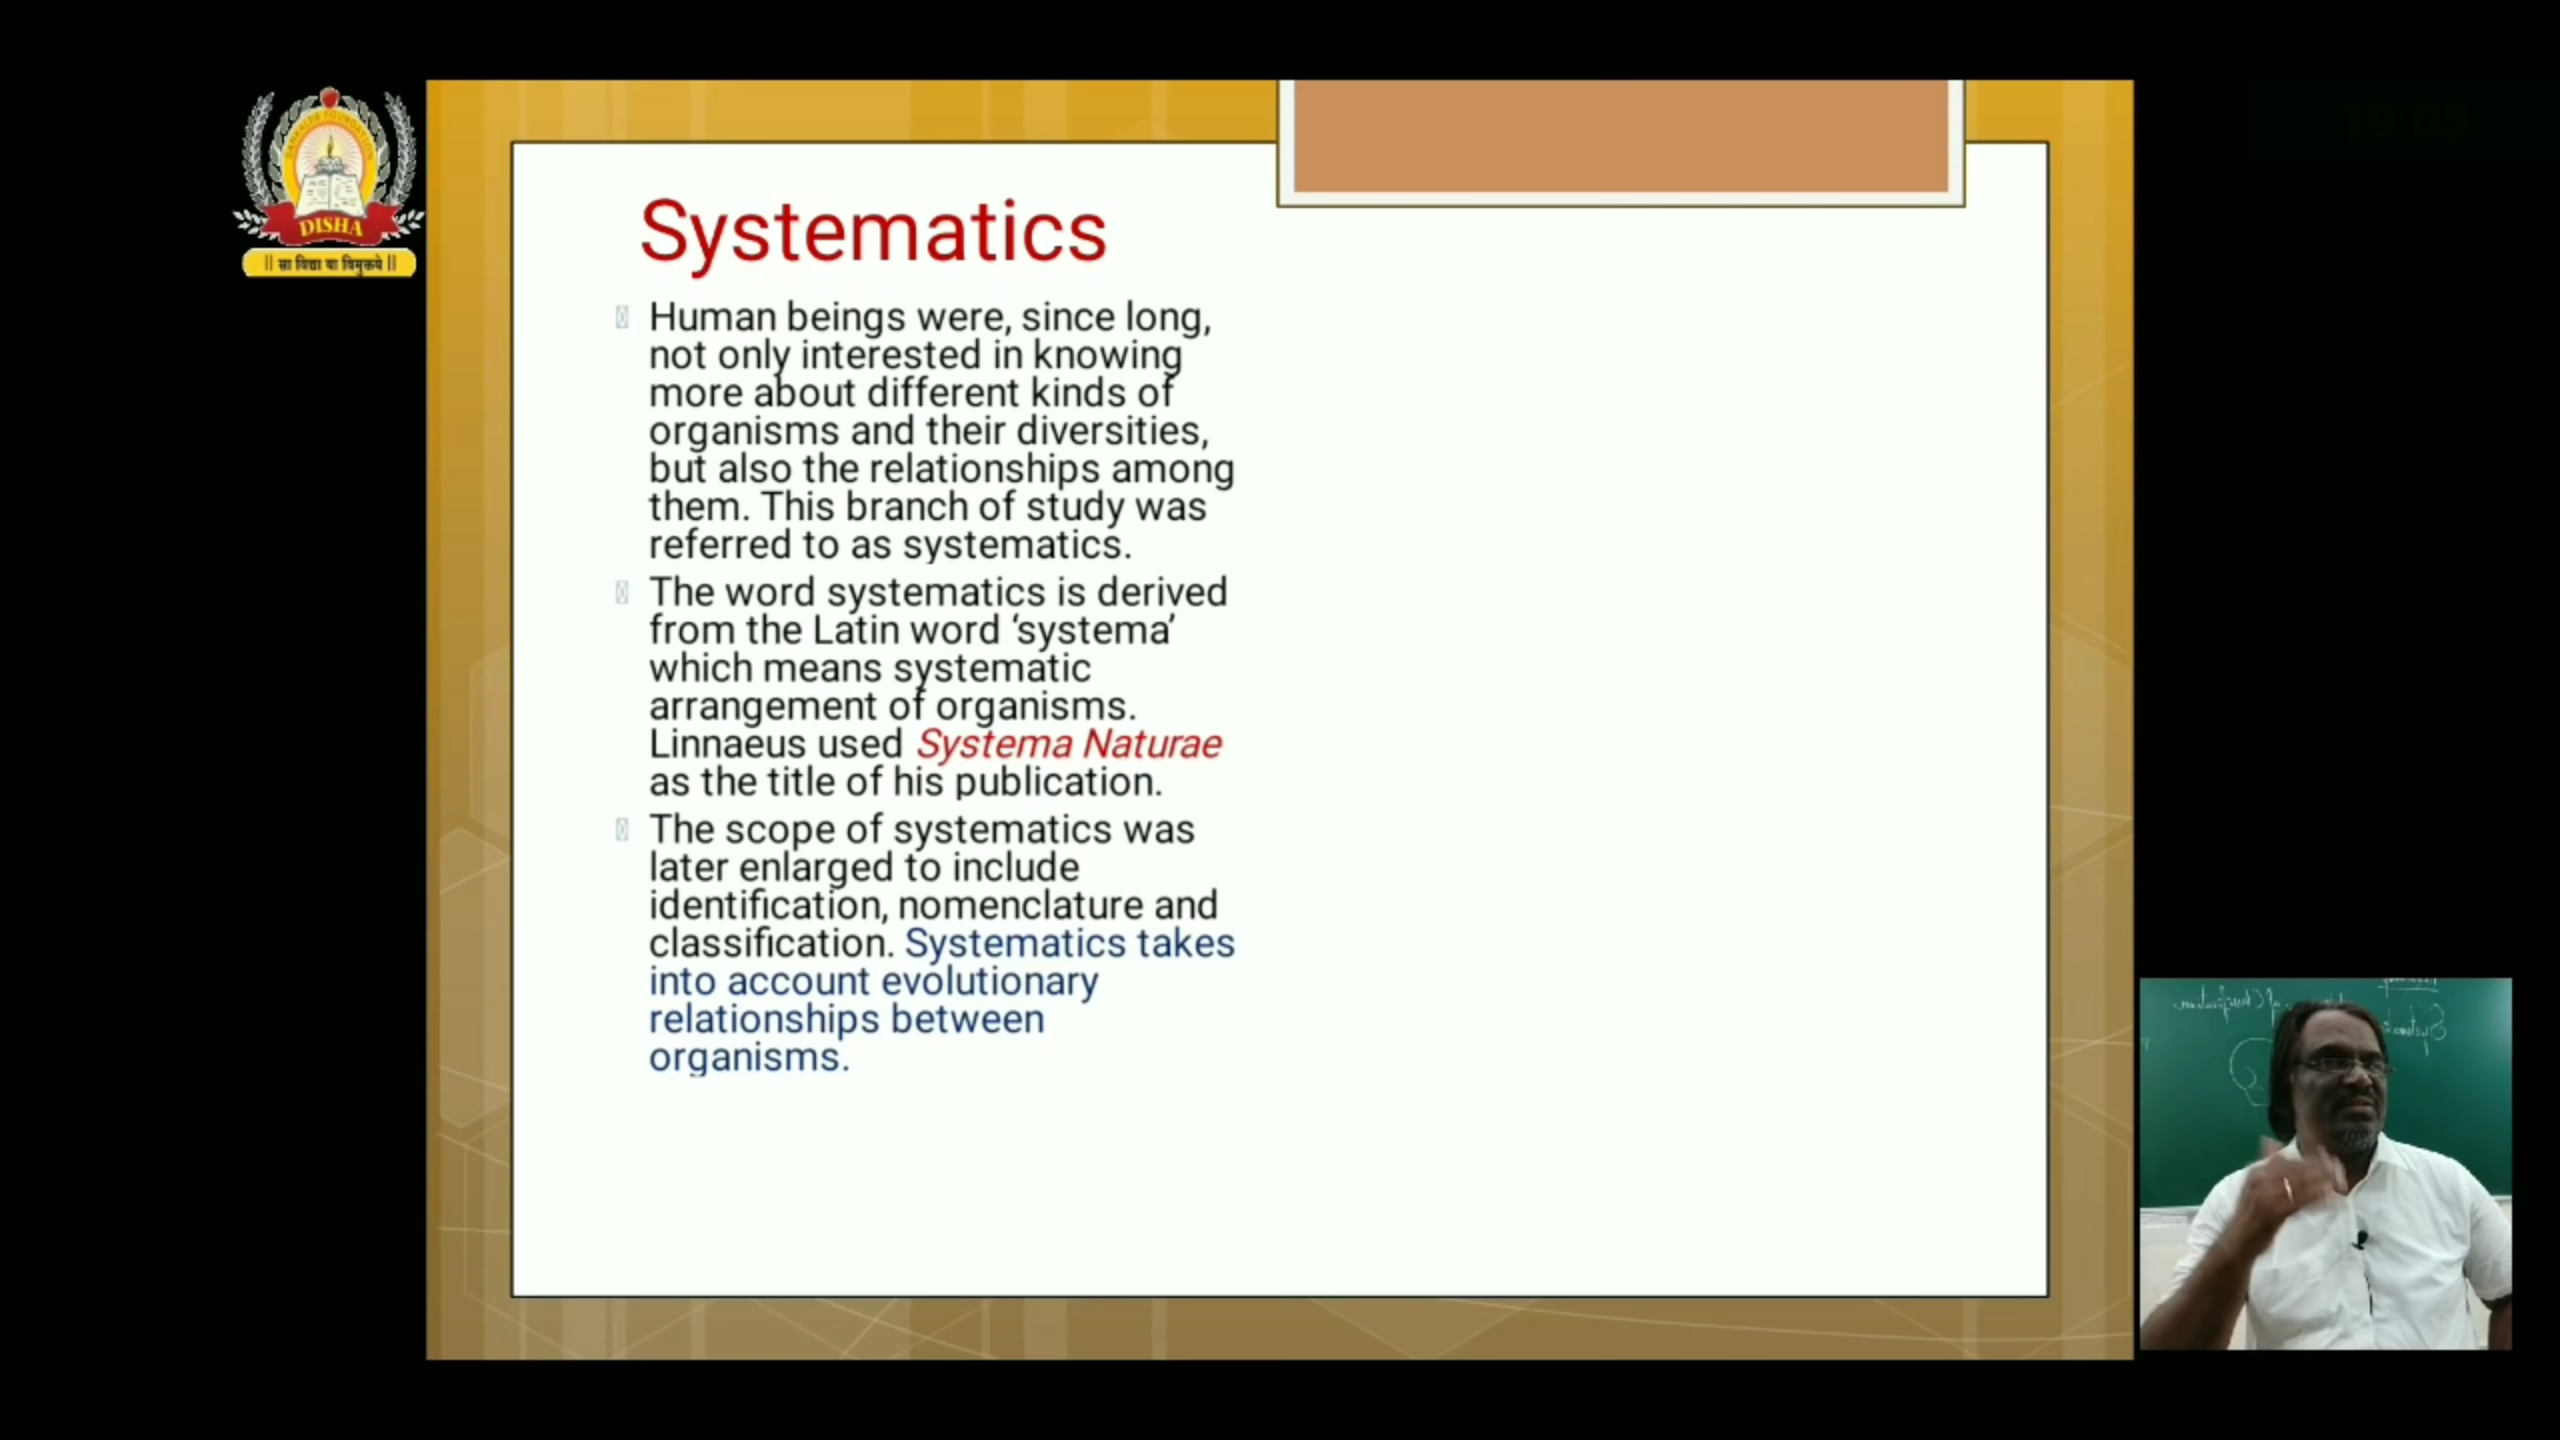 DISHA
|| सा विद्या या विमुक्तये ||
Systematics
Human beings were, since long,
not only interested in knowing
more about different kinds of
organisms and their diversities,
but also the relationships among
them. This branch of study was
referred to as systematics.
The word systematics is derived
from the Latin word ‘systema’
which means systematic
arrangement of organisms.
Linnaeus used Systema Naturae
as the title of his publication.
The scope of systematics was
later enlarged to include
identification, nomenclature and
classification. Systematics takes
into account evolutionary
relationships between
organisms.